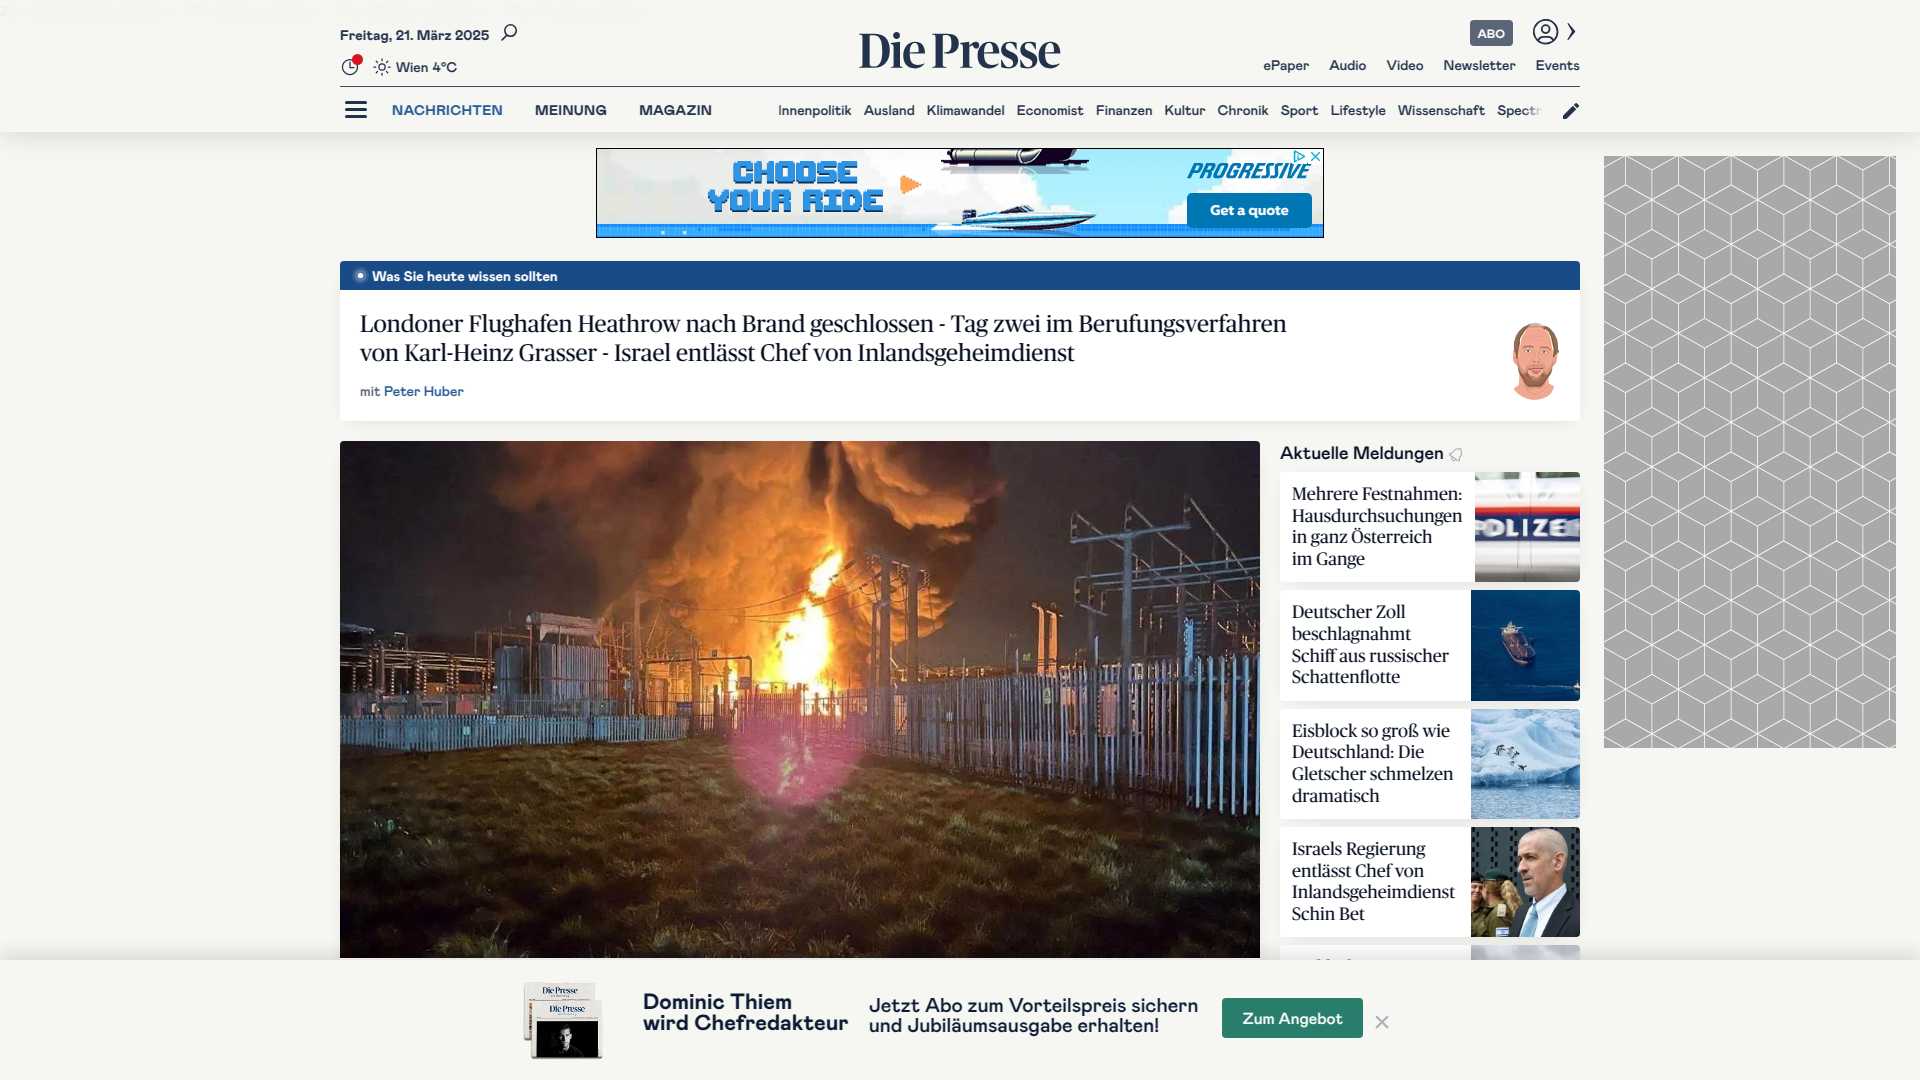 Freitag, 21. März 2025
Wien 4°C
Die Presse
ABO
ePaper Audio Video Newsletter Events
NACHRICHTEN MEINUNG MAGAZIN
Innenpolitik Ausland Klimawandel Economist Finanzen Kultur Chronik Sport Lifestyle Wissenschaft Spectr
CHOOSE
YOUR RIDE
PROGRESSIVE
Get a quote
Was Sie heute wissen sollten
Londoner Flughafen Heathrow nach Brand geschlossen - Tag zwei im Berufungsverfahren
von Karl-Heinz Grasser - Israel entlässt Chef von Inlandsgeheimdienst
mit Peter Huber
Aktuelle Meldungen
Mehrere Festnahmen:
Hausdurchsuchungen
in ganz Österreich
im Gange
POLIZE
Deutscher Zoll
beschlagnahmt
Schiff aus russischer
Schattenflotte
Eisblock so groß wie
Deutschland: Die
Gletscher schmelzen
dramatisch
Israels Regierung
entlässt Chef von
Inlandsgeheimdienst
Schin Bet
Die Presse
Die Presse
Dominic Thiem
wird Chefredakteur
Jetzt Abo zum Vorteilspreis sichern
und Jubiläumsausgabe erhalten!
Zum Angebot